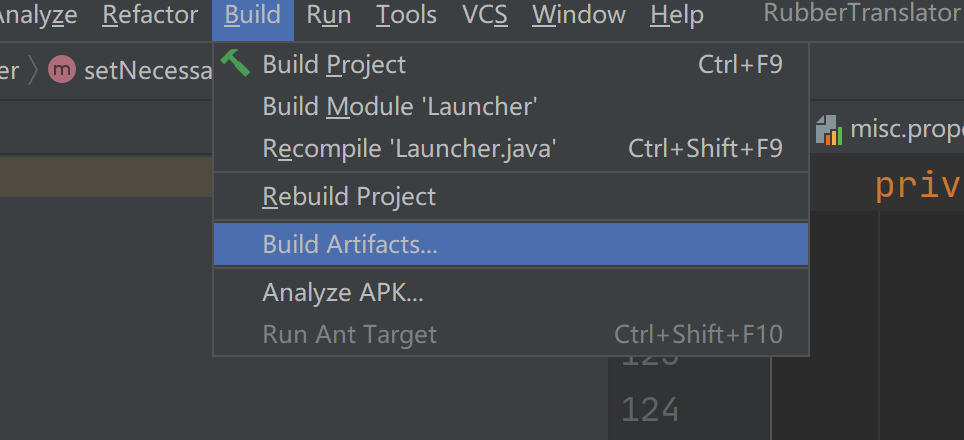 Analyze Refactor Build Run Tools VCS Window Help RubberTranslator
er setNecessa
Build Project Ctrl+F9
Build Module 'Launcher'
misc.prope
Recompile 'Launcher.java' Ctrl+Shift+F9
priv
Rebuild Project
Build Artifacts...
Analyze APK...
Run Ant Target Ctrl+Shift+F10
124